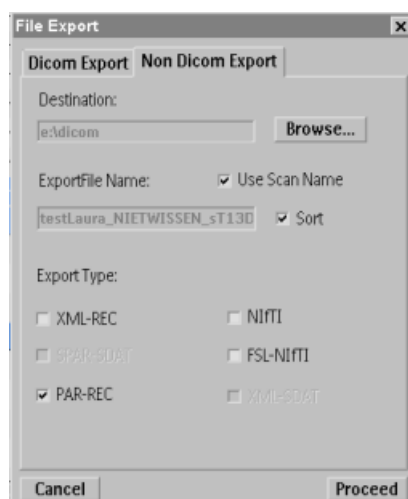 File Export
Dicom Export Non Dicom Export
Destination:
e:\dicom
Browse...
ExportFile Name:
Use Scan Name
testLaura_NIETWISSEN_sT13D
Sort
Export Type:
XML-REC
NIfTI
SPAR-SDAT
FSL-NIfTI
PAR-REC
XML-SDAT
Cancel
Proceed